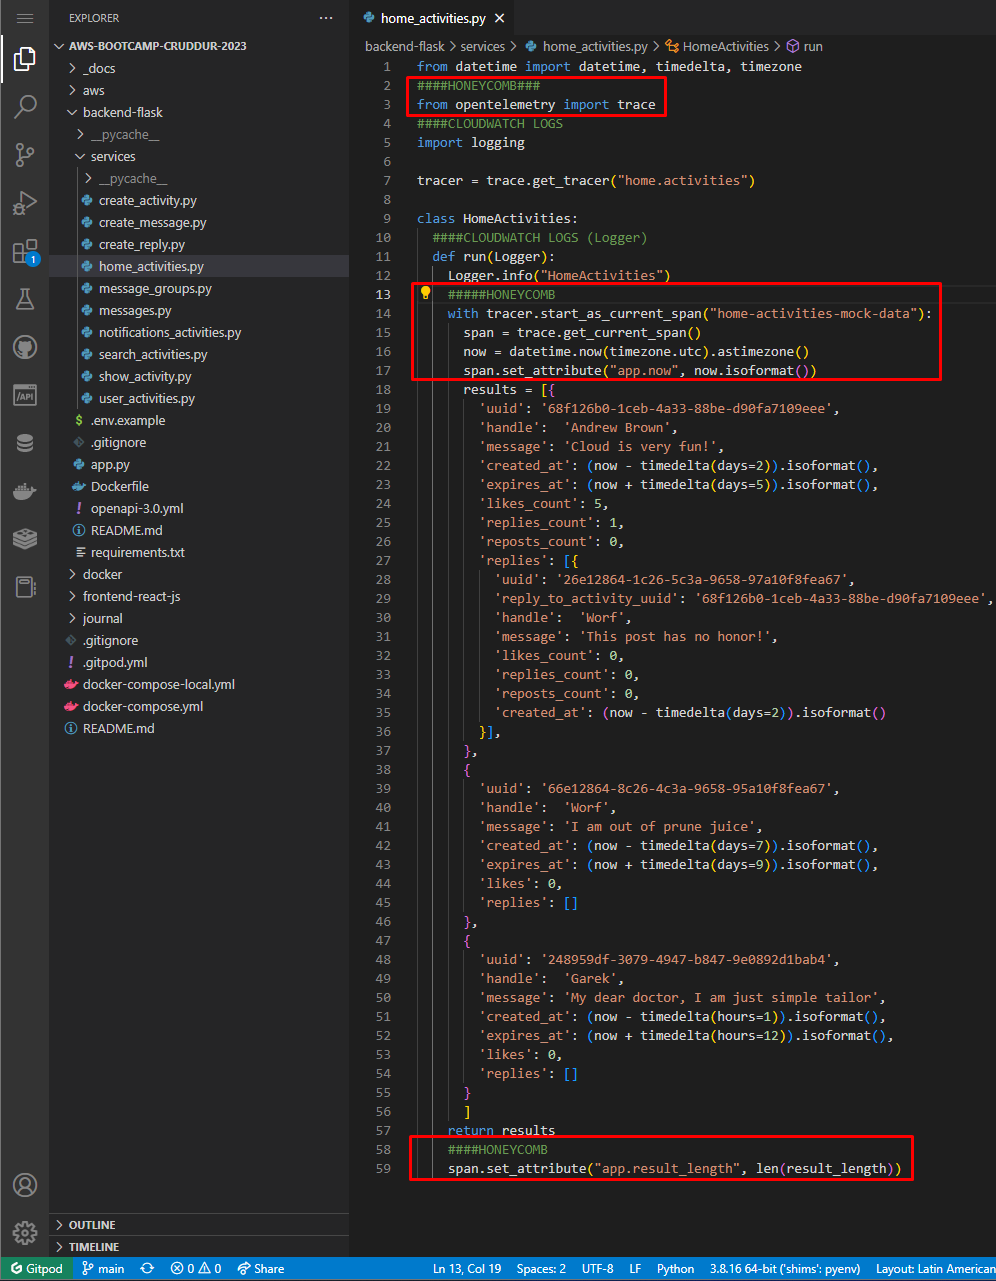 EXPLORER
···
AWS-BOOTCAMP-CRUDDUR-2023
_docs
aws
backend-flask
__pycache__
services
__pycache__
create_activity.py
create_message.py
create_reply.py
home_activities.py
message_groups.py
messages.py
notifications_activities.py
search_activities.py
show_activity.py
user_activities.py
$ .env.example
.gitignore
app.py
Dockerfile
! openapi-3.0.yml
README.md
requirements.txt
docker
frontend-react-js
journal
.gitignore
! .gitpod.yml
docker-compose-local.yml
docker-compose.yml
README.md
OUTLINE
TIMELINE
1
/API
home_activities.py ×
backend-flask > services > home_activities.py > HomeActivities > run
1 from datetime import datetime, timedelta, timezone
2 ####HONEYCOMB###
3 from opentelemetry import trace
4 ####CLOUDWATCH LOGS
5 import logging
6
7 tracer = trace.get_tracer("home.activities")
8
9 class HomeActivities:
10 ####CLOUDWATCH LOGS (Logger)
11 def run(Logger):
12 Logger.info("HomeActivities")
13 #####HONEYCOMB
14 with tracer.start_as_current_span("home-activities-mock-data"):
15 span = trace.get_current_span()
16 now = datetime.now(timezone.utc).astimezone()
17 span.set_attribute("app.now", now.isoformat())
18 results = [{
19 'uuid': '68f126b0-1ceb-4a33-88be-d90fa7109eee',
20 'handle':  'Andrew Brown',
21 'message': 'Cloud is very fun!',
22 'created_at': (now - timedelta(days=2)).isoformat(),
23 'expires_at': (now + timedelta(days=5)).isoformat(),
24 'likes_count': 5,
25 'replies_count': 1,
26 'reposts_count': 0,
27 'replies': [{
28 'uuid': '26e12864-1c26-5c3a-9658-97a10f8fea67',
29 'reply_to_activity_uuid': '68f126b0-1ceb-4a33-88be-d90fa7109eee',
30 'handle':  'Worf',
31 'message': 'This post has no honor!',
32 'likes_count': 0,
33 'replies_count': 0,
34 'reposts_count': 0,
35 'created_at': (now - timedelta(days=2)).isoformat()
36 }],
37 },
38 {
39 'uuid': '66e12864-8c26-4c3a-9658-95a10f8fea67',
40 'handle':  'Worf',
41 'message': 'I am out of prune juice',
42 'created_at': (now - timedelta(days=7)).isoformat(),
43 'expires_at': (now + timedelta(days=9)).isoformat(),
44 'likes': 0,
45 'replies': []
46 },
47 {
48 'uuid': '248959df-3079-4947-b847-9e0892d1bab4',
49 'handle':  'Garek',
50 'message': 'My dear doctor, I am just simple tailor',
51 'created_at': (now - timedelta(hours=1)).isoformat(),
52 'expires_at': (now + timedelta(hours=12)).isoformat(),
53 'likes': 0,
54 'replies': []
55 }
56 ]
57 return results
58 ####HONEYCOMB
59 span.set_attribute("app.result_length", len(result_length))
Gitpod main 0 0 Share Ln 13, Col 19 Spaces: 2 UTF-8 LF Python 3.8.16 64-bit ('shims': pyenv) Layout: Latin American